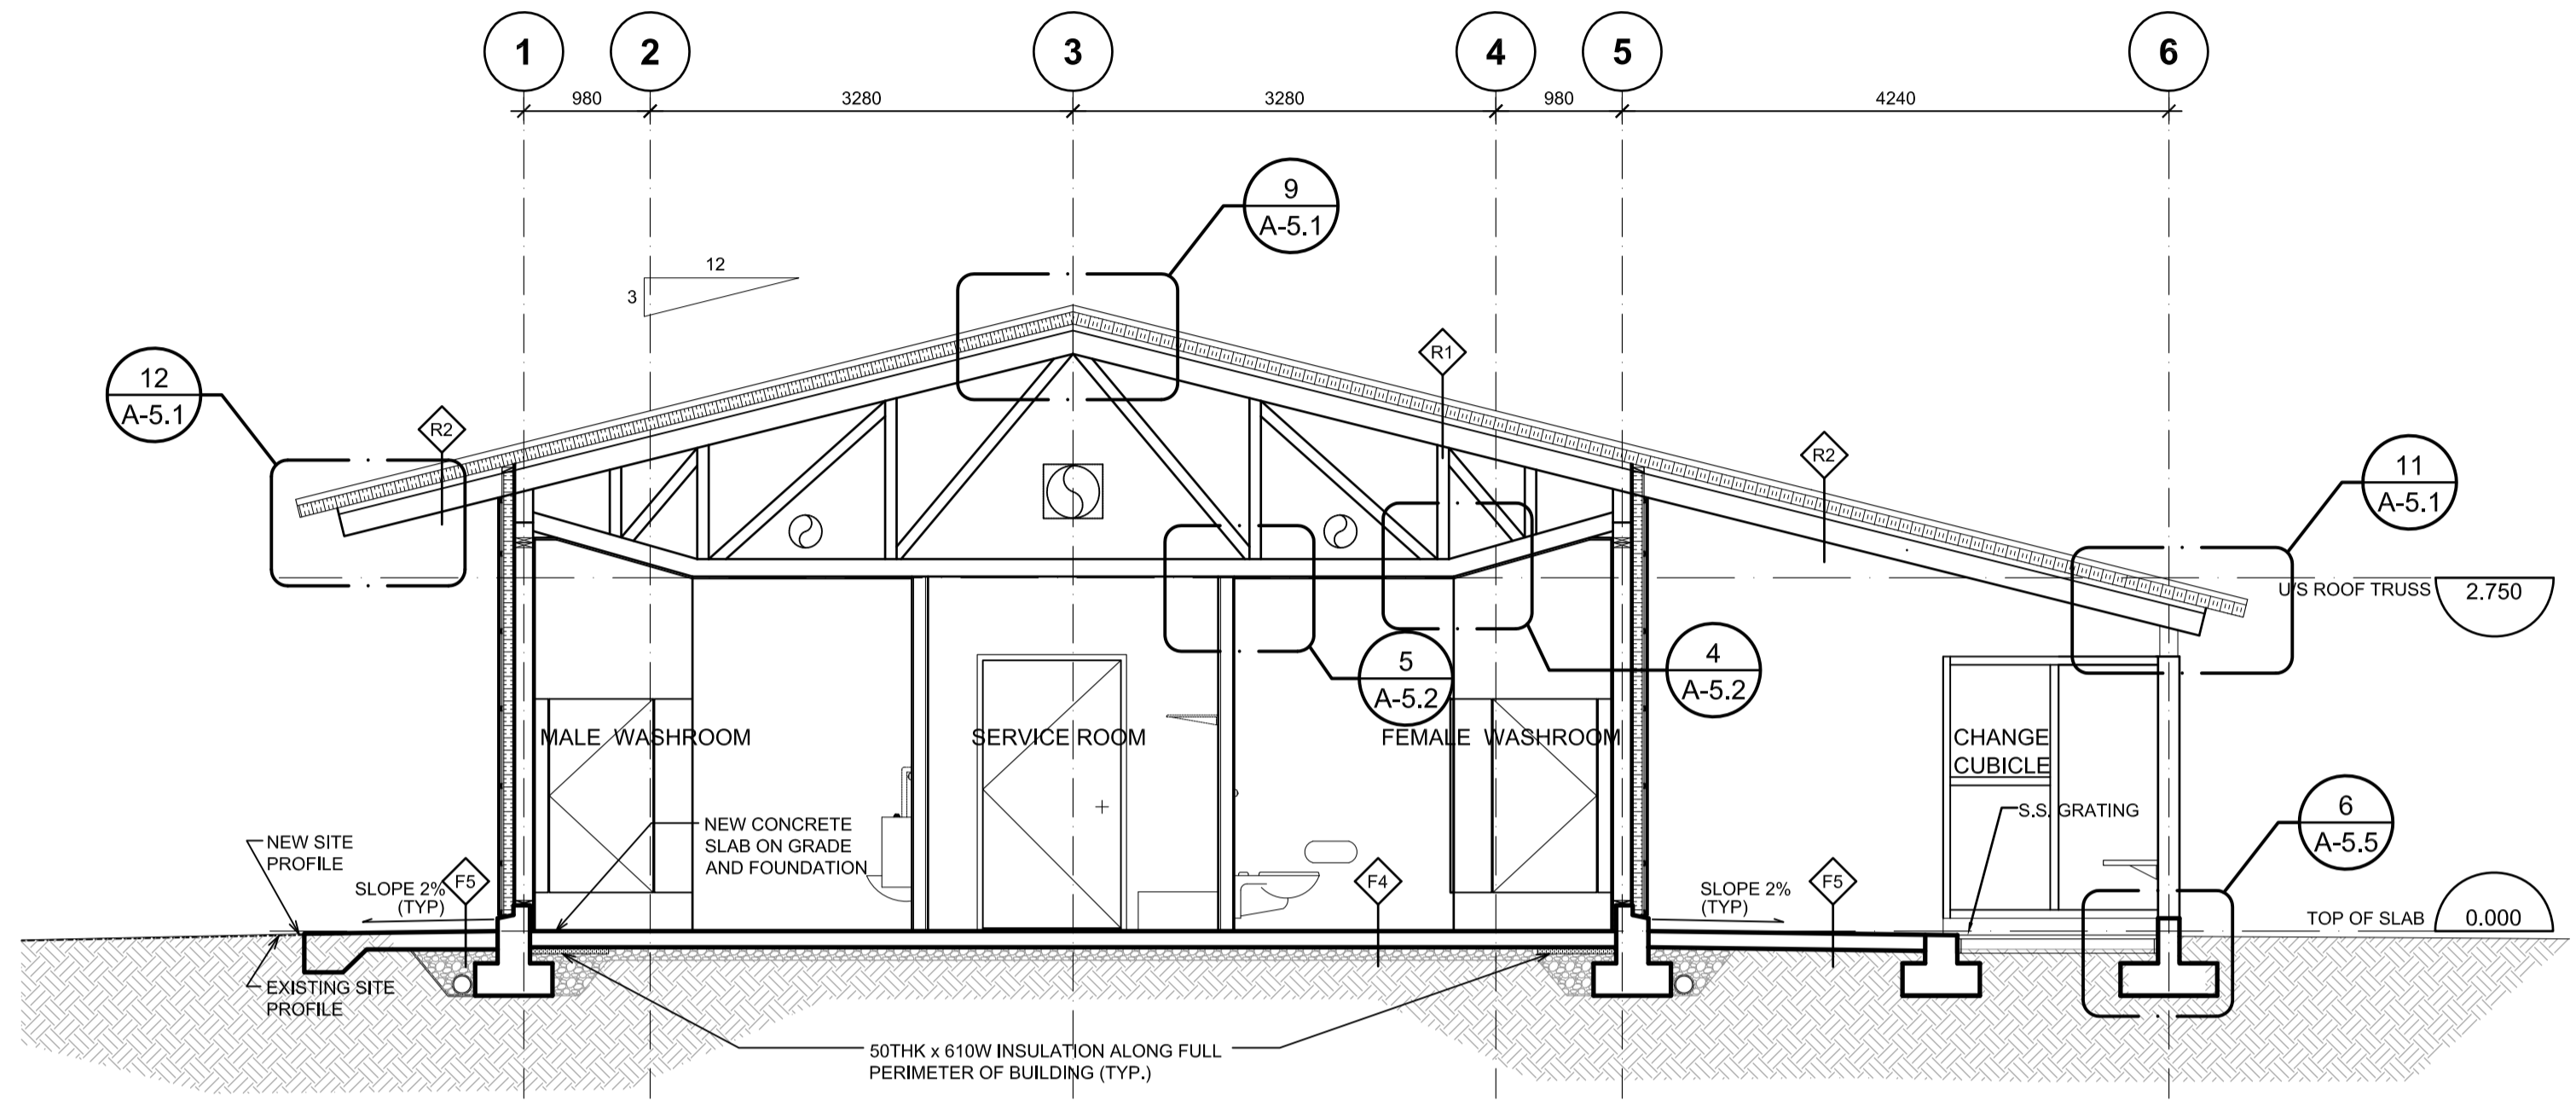 1 2 3 4 5 6
980 3280 3280 980 4240
9
A-5.1
12
3
12
A-5.1
R2
R1
R2
11
A-5.1
U/S ROOF TRUSS 2.750
5
A-5.2
4
A-5.2
MALE WASHROOM
SERVICE ROOM
FEMALE WASHROOM
CHANGE
CUBICLE
S.S. GRATING
6
A-5.5
NEW SITE
PROFILE
NEW CONCRETE
SLAB ON GRADE
AND FOUNDATION
SLOPE 2%
(TYP)
F5
F4
SLOPE 2%
(TYP)
F5
TOP OF SLAB 0.000
EXISTING SITE
PROFILE
50THK x 610W INSULATION ALONG FULL
PERIMETER OF BUILDING (TYP.)